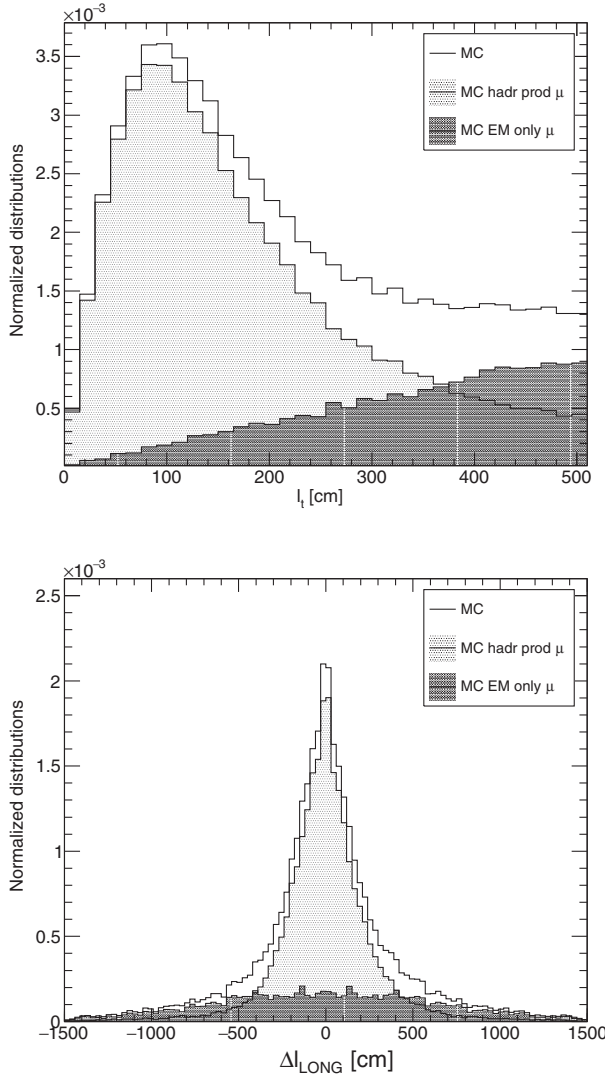 ×10⁻³
MC
MC hadr prod μ
MC EM only μ
Normalized distributions
3.5
3
2.5
2
1.5
1
0.5
0 100 200 300 400 500
l_t [cm]
×10⁻³
MC
MC hadr prod μ
MC EM only μ
Normalized distributions
2.5
2
1.5
1
0.5
0
−1500 −1000 −500 0 500 1000 1500
Δl_LONG [cm]